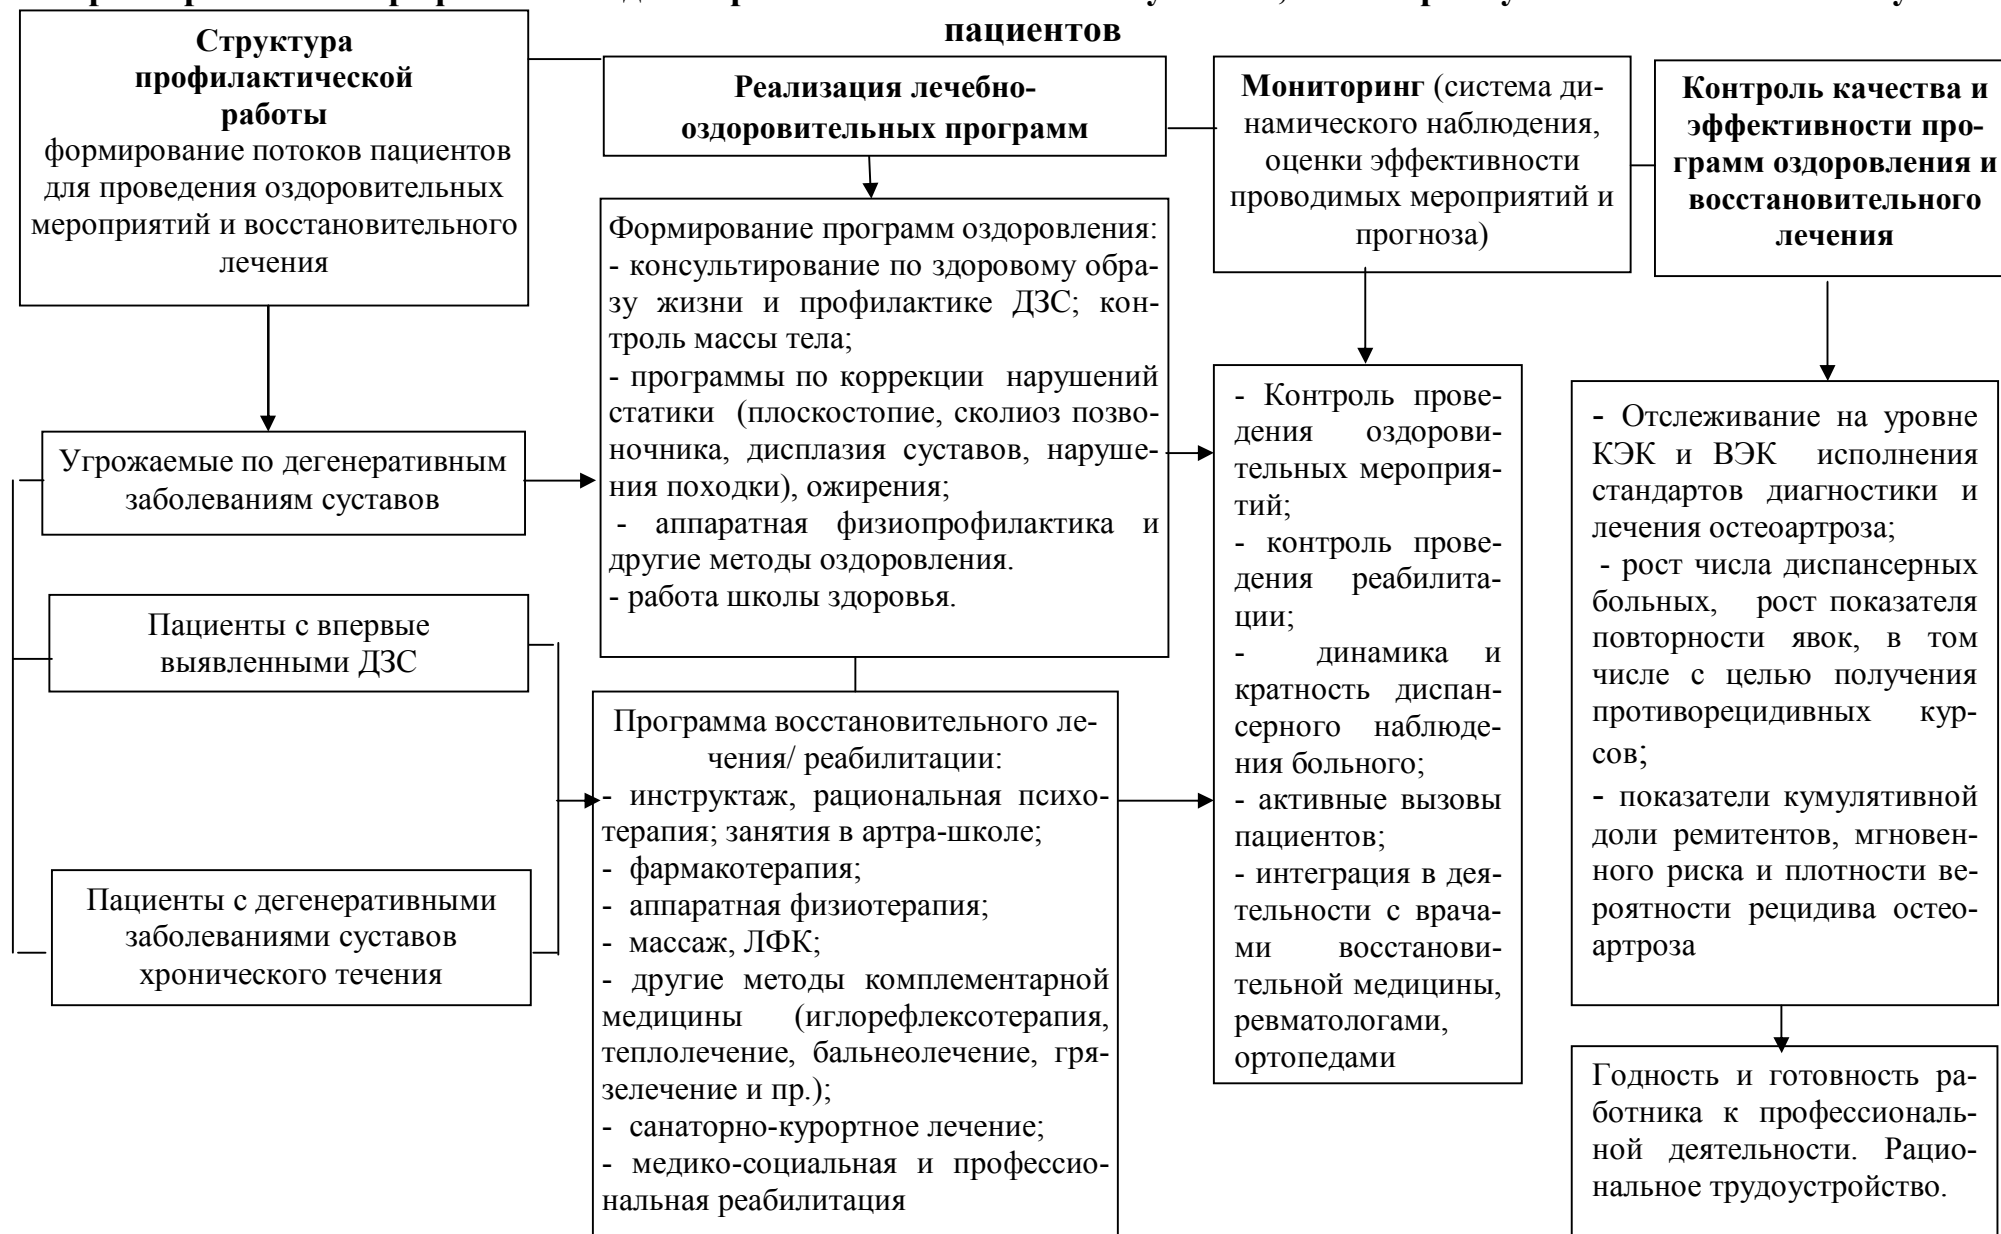 пациентов
Структура
профилактической
работы
формирование потоков пациентов
для проведения оздоровительных
мероприятий и восстановительного
лечения
Реализация лечебно-
оздоровительных программ
Мониторинг (система ди-
намического наблюдения,
оценки эффективности
проводимых мероприятий и
прогноза)
Контроль качества и
эффективности про-
грамм оздоровления и
восстановительного
лечения
Угрожаемые по дегенеративным
заболеваниям суставов
Пациенты с впервые
выявленными ДЗС
Пациенты с дегенеративными
заболеваниями суставов
хронического течения
Формирование программ оздоровления:
- консультирование по здоровому обра-
зу жизни и профилактике ДЗС; кон-
троль массы тела;
- программы по коррекции нарушений
статики (плоскостопие, сколиоз позво-
ночника, дисплазия суставов, наруше-
ния походки), ожирения;
- аппаратная физиопрофилактика и
другие методы оздоровления.
- работа школы здоровья.
Программа восстановительного ле-
чения/ реабилитации:
- инструктаж, рациональная психо-
терапия; занятия в артра-школе;
- фармакотерапия;
- аппаратная физиотерапия;
- массаж, ЛФК;
- другие методы комплементарной
медицины (иглорефлексотерапия,
теплолечение, бальнеолечение, гря-
зелечение и пр.);
- санаторно-курортное лечение;
- медико-социальная и профессио-
нальная реабилитация
- Контроль прове-
дения оздорови-
тельных мероприя-
тий;
- контроль прове-
дения реабилита-
ции;
- динамика и
кратность диспан-
серного наблюде-
ния больного;
- активные вызовы
пациентов;
- интеграция в дея-
тельности с врача-
ми восстанови-
тельной медицины,
ревматологами,
ортопедами
- Отслеживание на уровне
КЭК и ВЭК исполнения
стандартов диагностики и
лечения остеоартроза;
- рост числа диспансерных
больных, рост показателя
повторности явок, в том
числе с целью получения
противорецидивных кур-
сов;
- показатели кумулятивной
доли ремитентов, мгновен-
ного риска и плотности ве-
роятности рецидива остео-
артроза
Годность и готовность ра-
ботника к профессиональ-
ной деятельности. Рацио-
нальное трудоустройство.